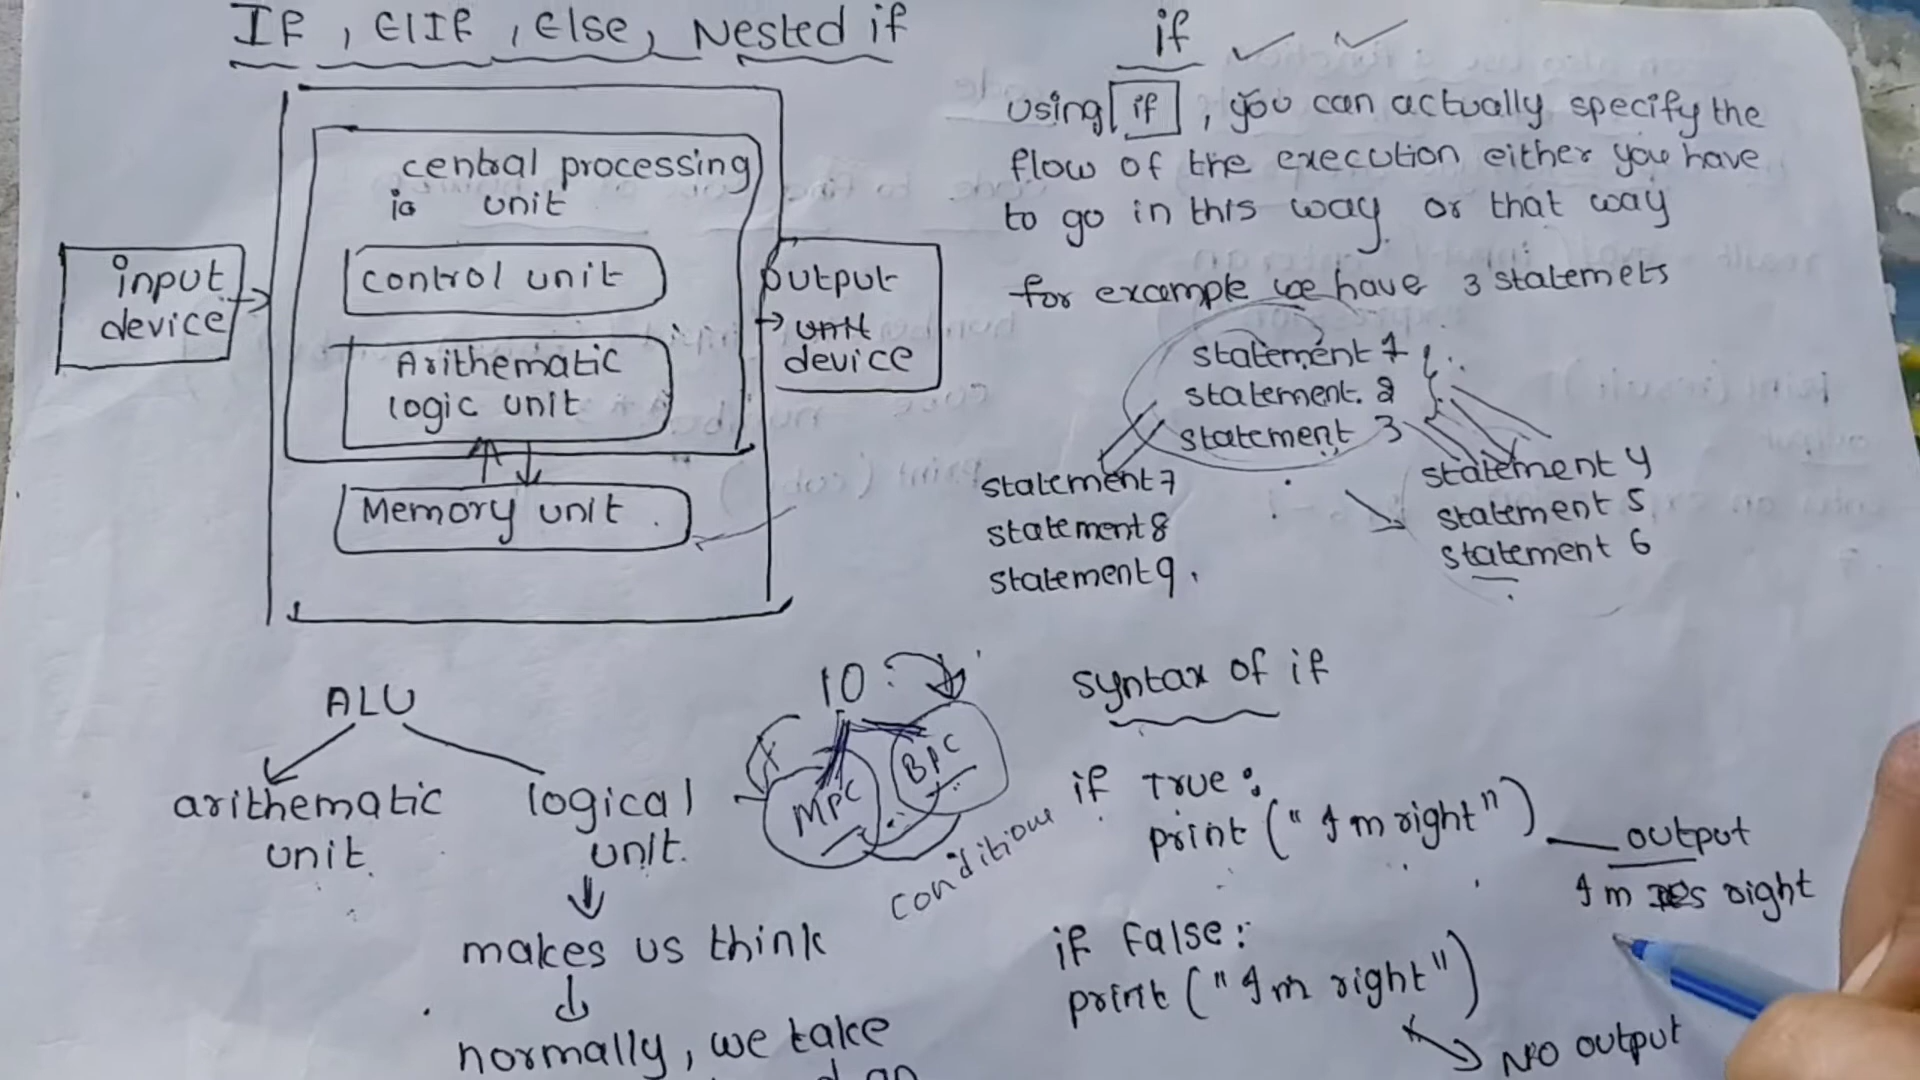 If, ElIf, Else, Nested if
central processing
unit
input
device
control unit
Arithematic
logic unit
Memory unit
output
unit
device
ALU
arithematic
unit
logical
unit.
makes us think
normally, we take
10
MPC
BPC
conditions
if
using if, you can actually specify the
flow of the execution either you have
to go in this way or that way
for example we have 3 statemets
statement 1
statement. 2
statement 3
statement 7
statement 8
statement 9.
statement 4
statement 5
statement 6
syntax of if
if True:
print ("I m right")
output
I m right
if False:
print ("I m right")
NO output